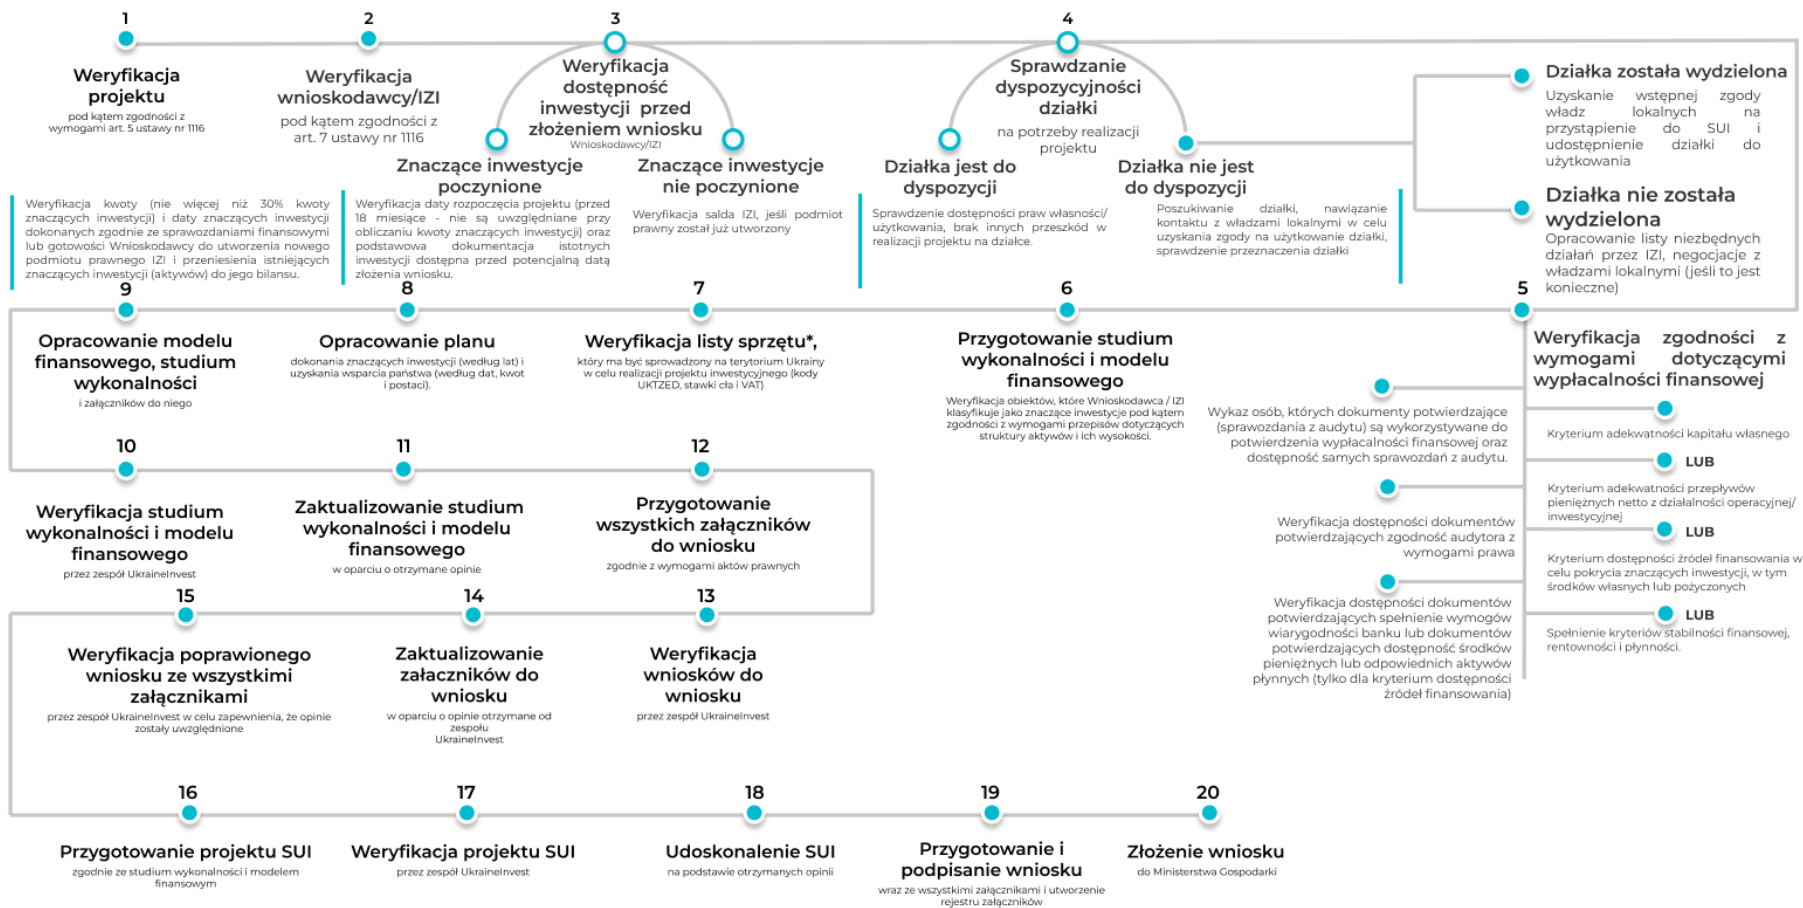 1
Weryfikacja
projektu
pod kątem zgodności z
wymogami art. 5 ustawy nr 1116
2
Weryfikacja
wnioskodawcy/IZI
pod kątem zgodności z
art. 7 ustawy nr 1116
3
Weryfikacja
dostępność
inwestycji przed
złożeniem wniosku
Wnioskodawcy/IZI
Znaczące inwestycje
poczynione
Znaczące inwestycje
nie poczynione
Weryfikacja kwoty (nie więcej niż 30% kwoty
znaczących inwestycji) i daty znaczących inwestycji
dokonanych zgodnie ze sprawozdaniami finansowymi
lub gotowości Wnioskodawcy do utworzenia nowego
podmiotu prawnego IZI i przeniesienia istniejących
znaczących inwestycji (aktywów) do jego bilansu.
Weryfikacja daty rozpoczęcia projektu (przed
18 miesiące - nie są uwzględniane przy
obliczaniu kwoty znaczących inwestycji) oraz
podstawowa dokumentacja istotnych
inwestycji dostępna przed potencjalną datą
złożenia wniosku.
Weryfikacja salda IZI, jeśli podmiot
prawny został już utworzony
4
Sprawdzanie
dyspozycyjności
działki
na potrzeby realizacji
projektu
Działka jest do
dyspozycji
Sprawdzenie dostępności praw własności/
użytkowania, brak innych przeszkód w
realizacji projektu na działce.
Działka nie jest
do dyspozycji
Poszukiwanie działki, nawiązanie
kontaktu z władzami lokalnymi w celu
uzyskania zgody na użytkowanie działki,
sprawdzenie przeznaczenia działki
Działka została wydzielona
Uzyskanie wstępnej zgody
władz lokalnych na
przystąpienie do SUI i
udostępnienie działki do
użytkowania
Działka nie została
wydzielona
Opracowanie listy niezbędnych
działań przez IZI, negocjacje z
władzami lokalnymi (jeśli to jest
konieczne)
5
Weryfikacja zgodności z
wymogami dotyczącymi
wypłacalności finansowej
Kryterium adekwatności kapitału własnego
LUB
Kryterium adekwatności przepływów
pieniężnych netto z działalności operacyjnej/
inwestycyjnej
LUB
Kryterium dostępności źródeł finansowania w
celu pokrycia znaczących inwestycji, w tym
środków własnych lub pożyczonych
LUB
Spełnienie kryteriów stabilności finansowej,
rentowności i płynności.
Wykaz osób, których dokumenty potwierdzające
(sprawozdania z audytu) są wykorzystywane do
potwierdzenia wypłacalności finansowej oraz
dostępność samych sprawozdań z audytu.
Weryfikacja dostępności dokumentów
potwierdzających zgodność audytora z
wymogami prawa
Weryfikacja dostępności dokumentów
potwierdzających spełnienie wymogów
wiarygodności banku lub dokumentów
potwierdzających dostępność środków
pieniężnych lub odpowiednich aktywów
płynnych (tylko dla kryterium dostępności
źródeł finansowania)
6
Przygotowanie studium
wykonalności i modelu
finansowego
Weryfikacja obiektów, które Wnioskodawca / IZI
klasyfikuje jako znaczące inwestycje pod kątem
zgodności z wymogami przepisów dotyczących
struktury aktywów i ich wysokości.
7
Weryfikacja listy sprzętu*,
który ma być sprowadzony na terytorium Ukrainy
w celu realizacji projektu inwestycyjnego (kody
UKTZED, stawki cła i VAT)
8
Opracowanie planu
dokonania znaczących inwestycji (według lat) i
uzyskania wsparcia państwa (według dat, kwot
i postaci).
9
Opracowanie modelu
finansowego, studium
wykonalności
i załączników do niego
10
Weryfikacja studium
wykonalności i modelu
finansowego
przez zespół UkraineInvest
11
Zaktualizowanie studium
wykonalności i modelu
finansowego
w oparciu o otrzymane opinie
12
Przygotowanie
wszystkich załączników
do wniosku
zgodnie z wymogami aktów prawnych
13
Weryfikacja
wniosków do
wniosku
przez zespół UkraineInvest
14
Zaktualizowanie
załaczników do
wniosku
w oparciu o opinie otrzymane od
zespołu
UkraineInvest
15
Weryfikacja poprawionego
wniosku ze wszystkimi
załącznikami
przez zespół UkraineInvest w celu zapewnienia, że opinie
zostały uwzględnione
16
Przygotowanie projektu SUI
zgodnie ze studium wykonalności i modelem
finansowym
17
Weryfikacja projektu SUI
przez zespół UkraineInvest
18
Udoskonalenie SUI
na podstawie otrzymanych opinii
19
Przygotowanie i
podpisanie wniosku
wraz ze wszystkimi załącznikami i utworzenie
rejestru załączników
20
Złożenie wniosku
do Ministerstwa Gospodarki